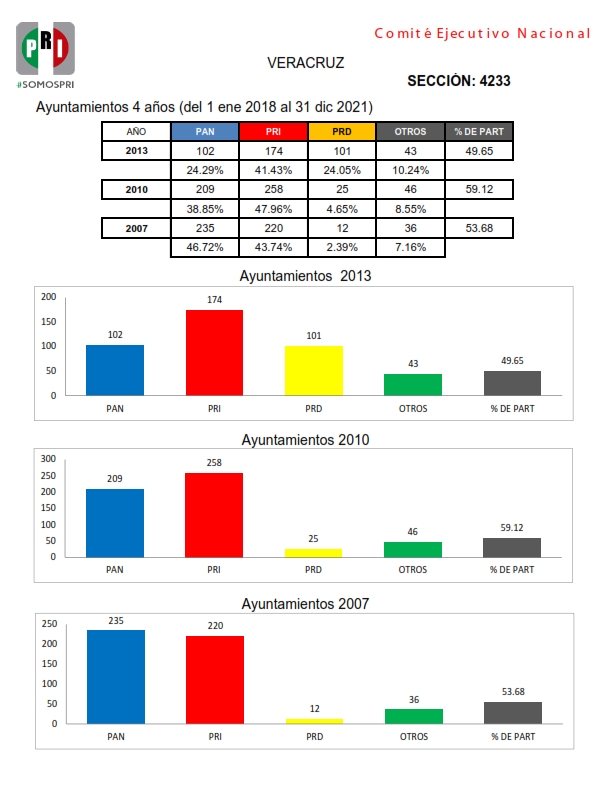 PRI
#SOMOSPRI
Comité Ejecutivo Nacional
VERACRUZ
SECCIÓN: 4233
Ayuntamientos 4 años (del 1 ene 2018 al 31 dic 2021)
AÑO PAN PRI PRD OTROS % DE PART
2013 102 174 101 43 49.65
24.29% 41.43% 24.05% 10.24%
2010 209 258 25 46 59.12
38.85% 47.96% 4.65% 8.55%
2007 235 220 12 36 53.68
46.72% 43.74% 2.39% 7.16%
Ayuntamientos 2013
200
174
150
102 101
100
43 49.65
50
0
PAN PRI PRD OTROS % DE PART
Ayuntamientos 2010
300
258
250
209
200
150
100
25 46 59.12
50
0
PAN PRI PRD OTROS % DE PART
Ayuntamientos 2007
250
235 220
200
150
100
12 36 53.68
50
0
PAN PRI PRD OTROS % DE PART